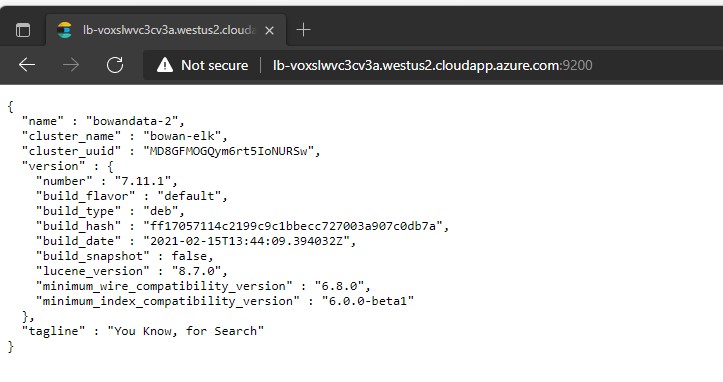 lb-voxslwvc3cv3a.westus2.clouda
Not secure | lb-voxslwvc3cv3a.westus2.cloudapp.azure.com:9200
{
  "name" : "bowandata-2",
  "cluster_name" : "bowan-elk",
  "cluster_uuid" : "MD8GFMOGQym6rt5IoNURSw",
  "version" : {
    "number" : "7.11.1",
    "build_flavor" : "default",
    "build_type" : "deb",
    "build_hash" : "ff17057114c2199c9c1bbecc727003a907c0db7a",
    "build_date" : "2021-02-15T13:44:09.394032Z",
    "build_snapshot" : false,
    "lucene_version" : "8.7.0",
    "minimum_wire_compatibility_version" : "6.8.0",
    "minimum_index_compatibility_version" : "6.0.0-beta1"
  },
  "tagline" : "You Know, for Search"
}